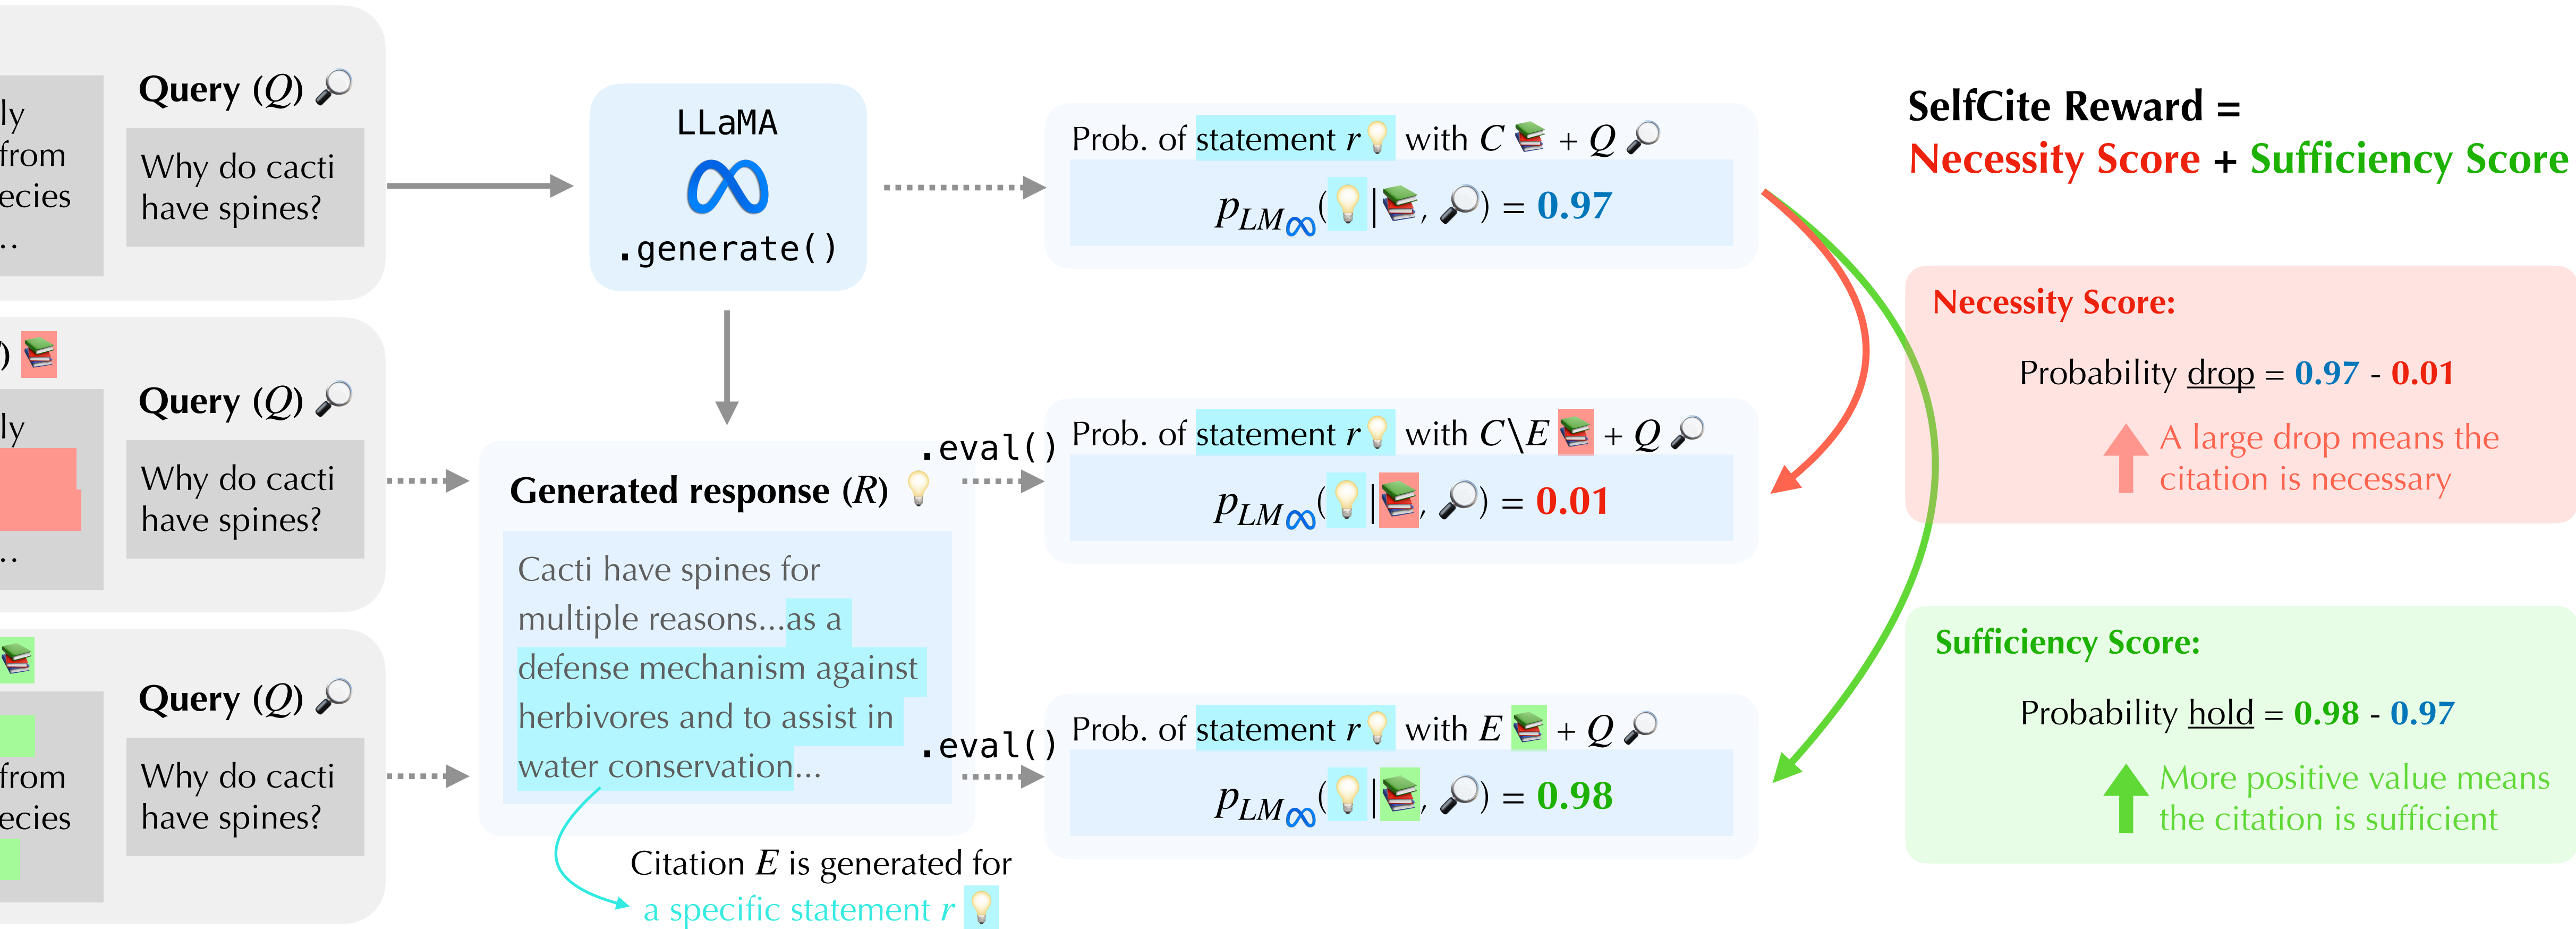 ly
from
ecies
..
Query (Q)
Why do cacti
have spines?
LLaMA
.generate()
Prob. of statement r with C + Q
pLM(|, ) = 0.97
SelfCite Reward =
Necessity Score + Sufficiency Score
)
ly
..
Query (Q)
Why do cacti
have spines?
Generated response (R)
Cacti have spines for
multiple reasons...as a
defense mechanism against
herbivores and to assist in
water conservation...
.eval()
Prob. of statement r with C\E + Q
pLM(|, ) = 0.01
Necessity Score:
Probability drop = 0.97 - 0.01
A large drop means the
citation is necessary
from
ecies
Query (Q)
Why do cacti
have spines?
.eval()
Prob. of statement r with E + Q
pLM(|, ) = 0.98
Sufficiency Score:
Probability hold = 0.98 - 0.97
More positive value means
the citation is sufficient
Citation E is generated for
a specific statement r